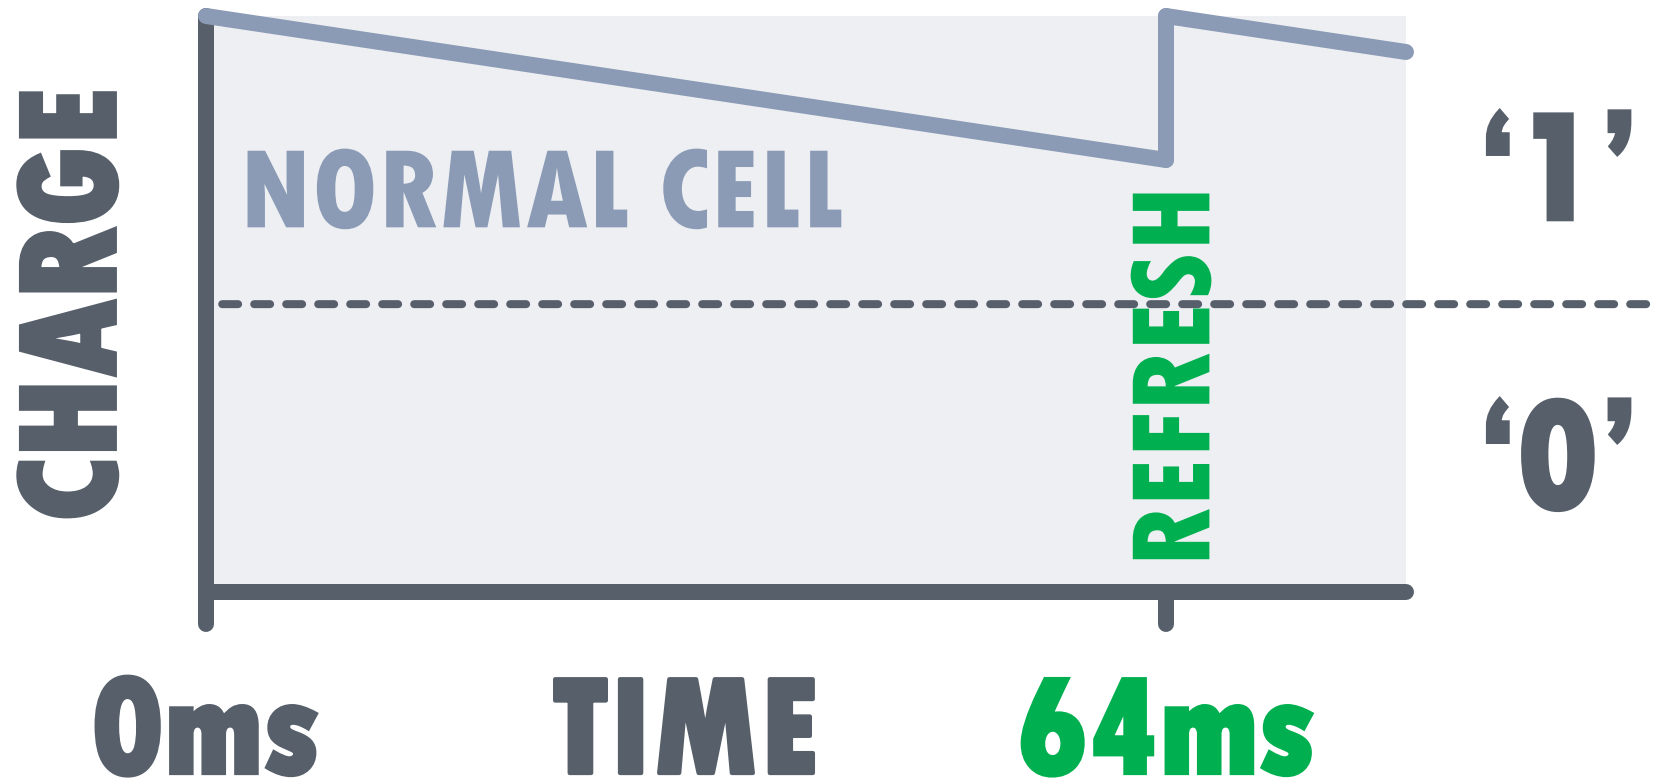 CHARGE
NORMAL CELL
REFRESH
‘1’
‘0’
0ms
TIME
64ms